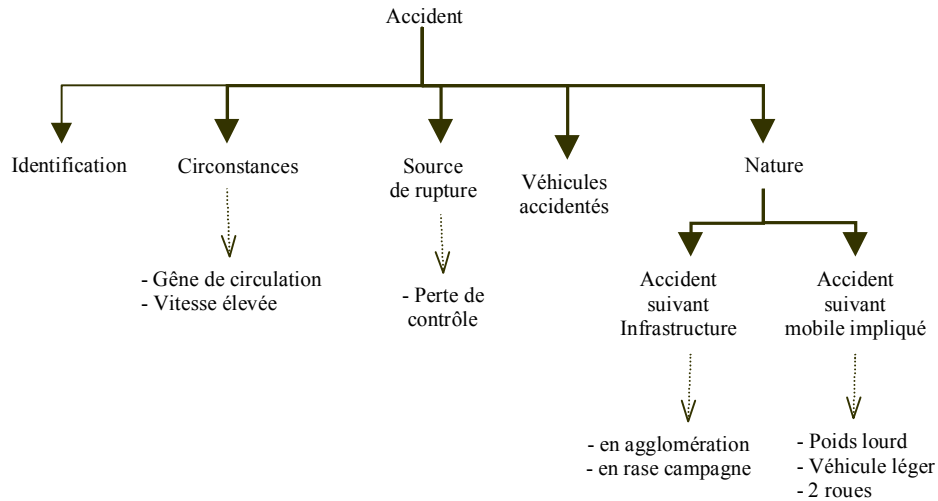 Accident
Identification
Circonstances
Source
de rupture
Véhicules
accidentés
Nature
- Gêne de circulation
- Vitesse élevée
- Perte de
contrôle
Accident
suivant
Infrastructure
Accident
suivant
mobile impliqué
- en agglomération
- en rase campagne
- Poids lourd
- Véhicule léger
- 2 roues